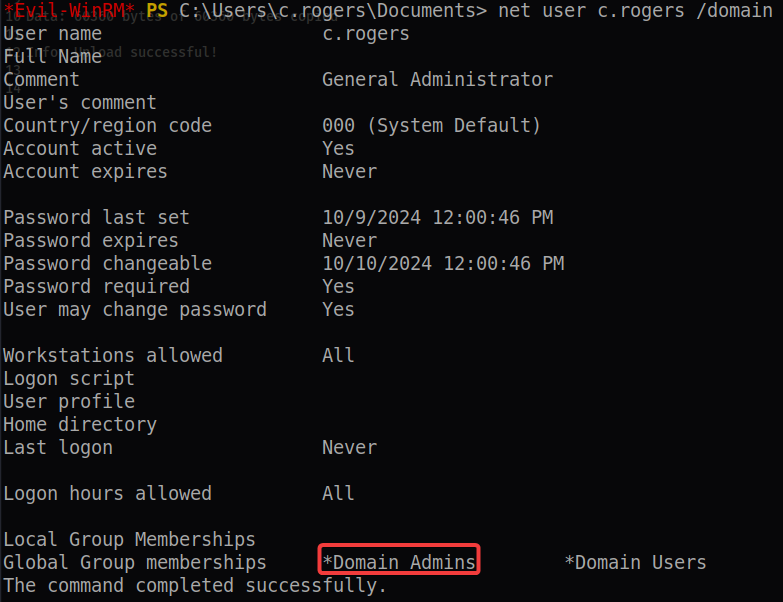 *Evil-WinRM* PS C:\Users\c.rogers\Documents> net user c.rogers /domain
User name                    c.rogers
Info: Upload successful!
Full Name
Comment                      General Administrator
User's comment
Country/region code          000 (System Default)
Account active               Yes
Account expires              Never
Password last set            10/9/2024 12:00:46 PM
Password expires             Never
Password changeable          10/10/2024 12:00:46 PM
Password required            Yes
User may change password     Yes
Workstations allowed         All
Logon script
User profile
Home directory
Last logon                   Never
Logon hours allowed          All
Local Group Memberships
Global Group memberships     *Domain Admins        *Domain Users
The command completed successfully.